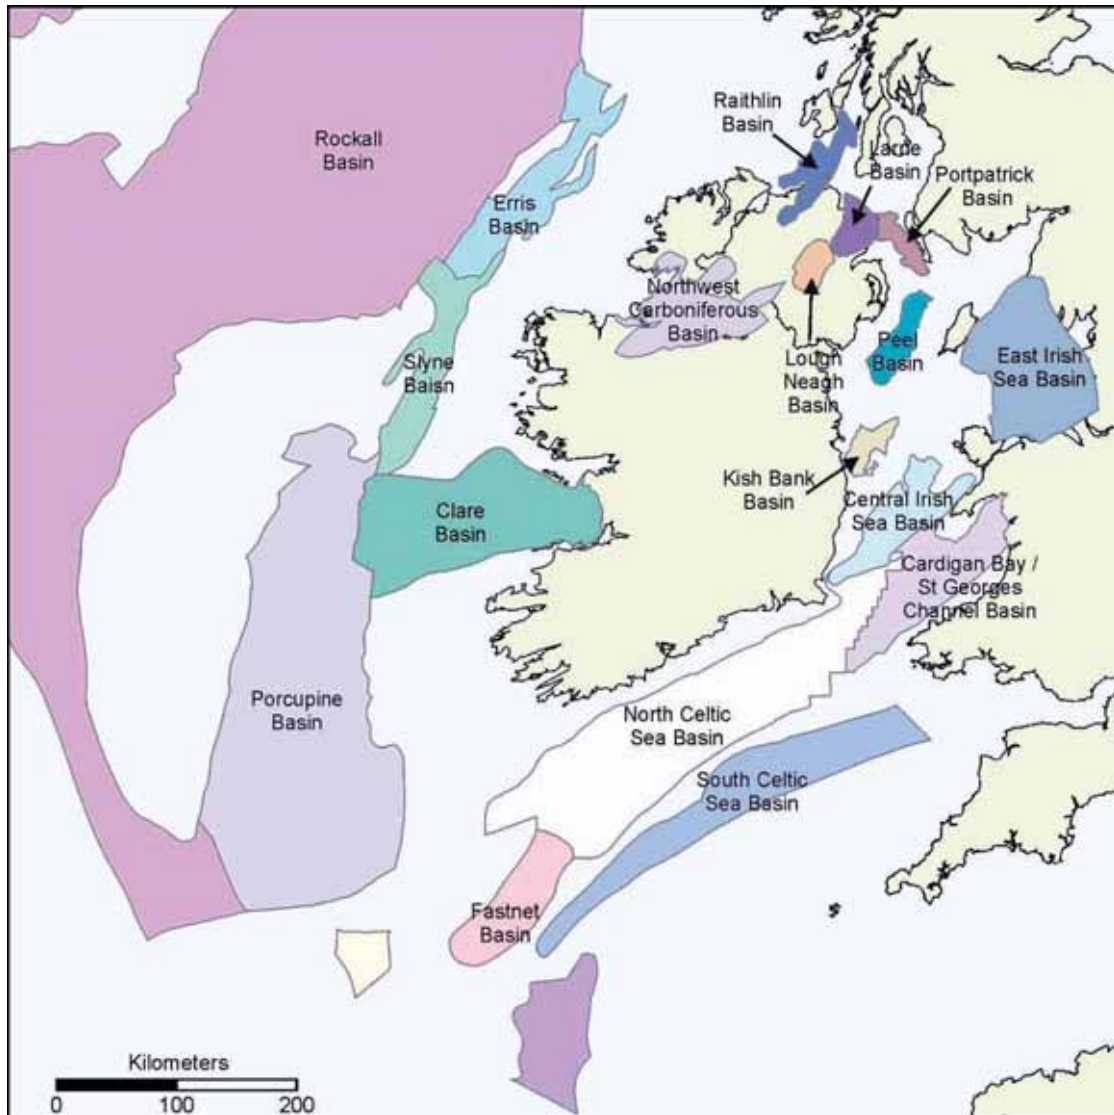 Rockall
Basin
Raithlin
Basin
Larne
Basin
Portpatrick
Basin
Erris
Basin
Northwest
Carboniferous
Basin
Slyne
Baisn
Lough
Neagh
Basin
Peel
Basin
East Irish
Sea Basin
Kish Bank
Basin
Clare
Basin
Central Irish
Sea Basin
Cardigan Bay /
St Georges
Channel Basin
Porcupine
Basin
North Celtic
Sea Basin
South Celtic
Sea Basin
Fastnet
Basin
Kilometers
0 100 200